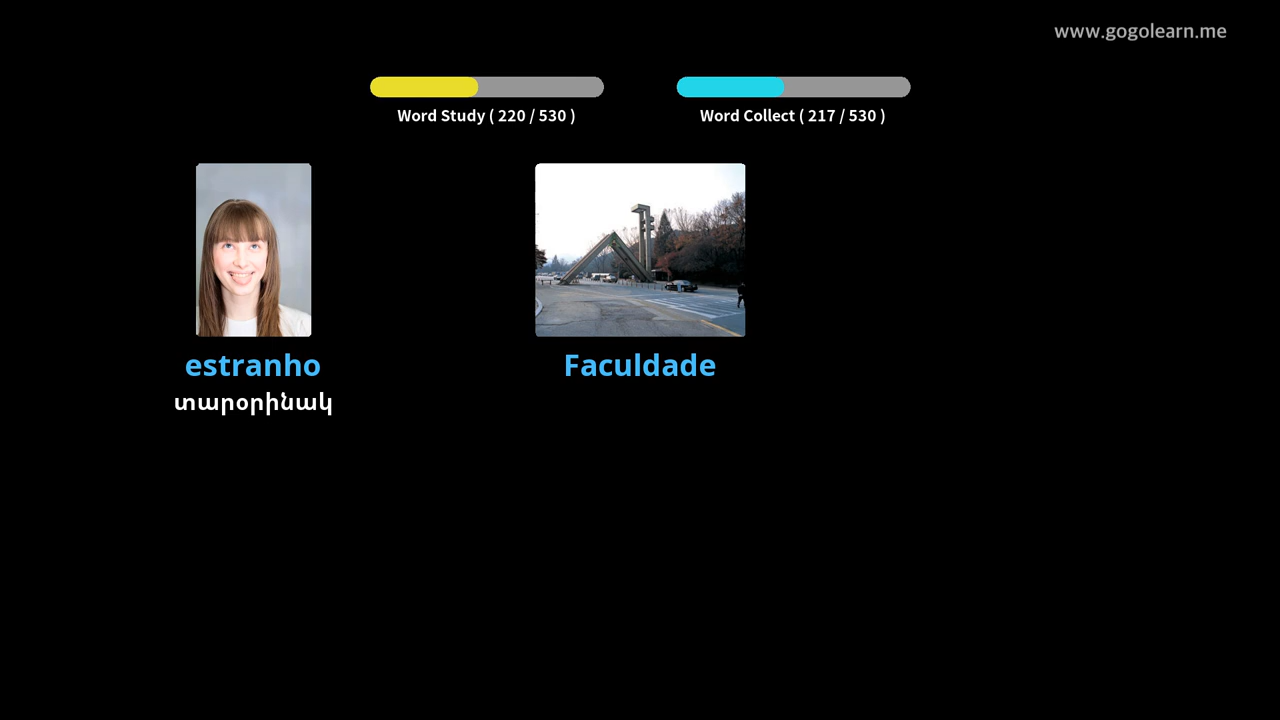 www.gogolearn.me
Word Study ( 220 / 530 )
Word Collect ( 217 / 530 )
estranho
Faculdade
տարօրինակ